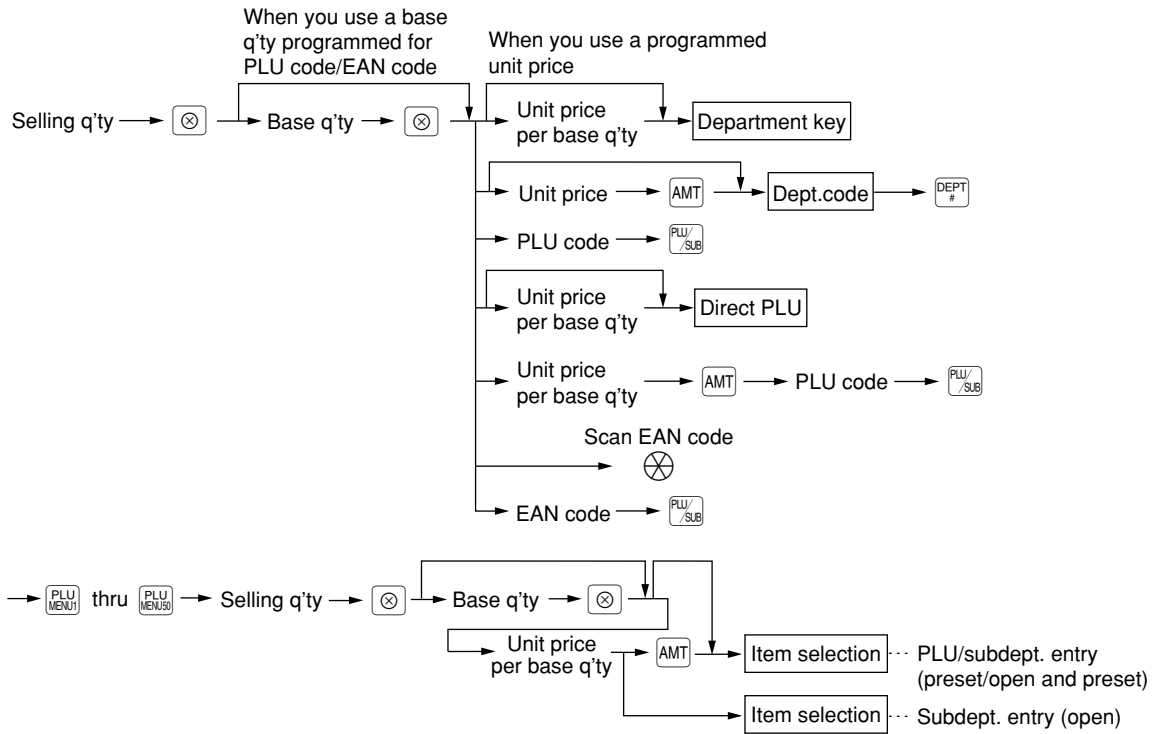 When you use a base
q'ty programmed for
PLU code/EAN code
When you use a programmed
unit price
Selling q'ty ⊗ Base q'ty ⊗ Unit price
per base q'ty Department key
Unit price AMT Dept.code DEPT
#
PLU code PLU/SUB
Unit price
per base q'ty Direct PLU
Unit price
per base q'ty AMT PLU code PLU/SUB
Scan EAN code
EAN code PLU/SUB
PLU
MENU1 thru PLU
MENU50 Selling q'ty ⊗ Base q'ty ⊗
Unit price
per base q'ty AMT Item selection ··· PLU/subdept. entry
(preset/open and preset)
Item selection ··· Subdept. entry (open)